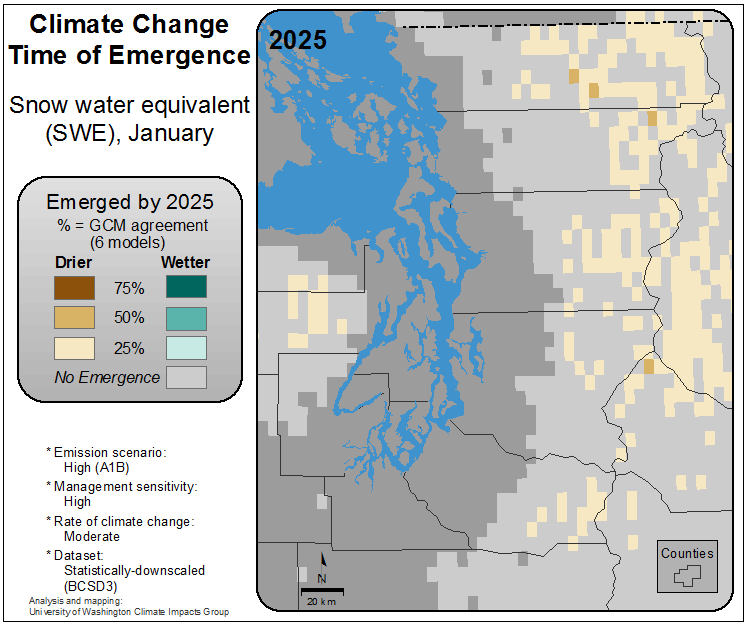 Climate Change
Time of Emergence
Snow water equivalent
(SWE), January
Emerged by 2025
% = GCM agreement
(6 models)
Drier Wetter
75%
50%
25%
No Emergence
* Emission scenario:
High (A1B)
* Management sensitivity:
High
* Rate of climate change:
Moderate
* Dataset:
Statistically-downscaled
(BCSD3)
Analysis and mapping:
University of Washington Climate Impacts Group
2025
N
20 km
Counties